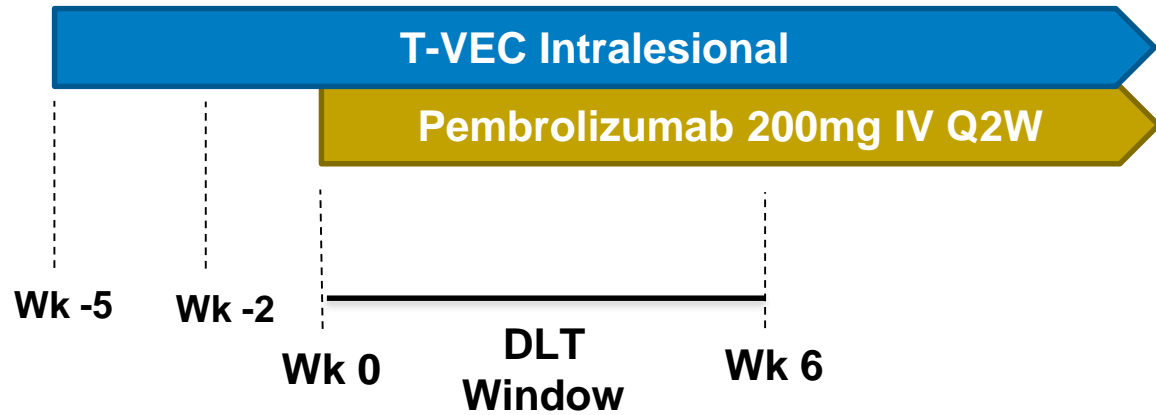 T-VEC Intralesional
Pembrolizumab 200mg IV Q2W
Wk -5
Wk -2
Wk 0
DLT
Window
Wk 6